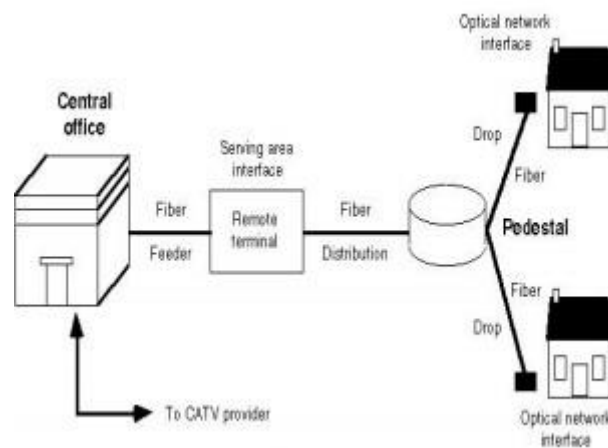 Optical network
interface
Central
office
Drop
Serving area
interface
Fiber
Fiber
Remote
terminal
Fiber
Pedestal
Feeder
Distribution
Fiber
Drop
To CATV provider
Optical network
interface